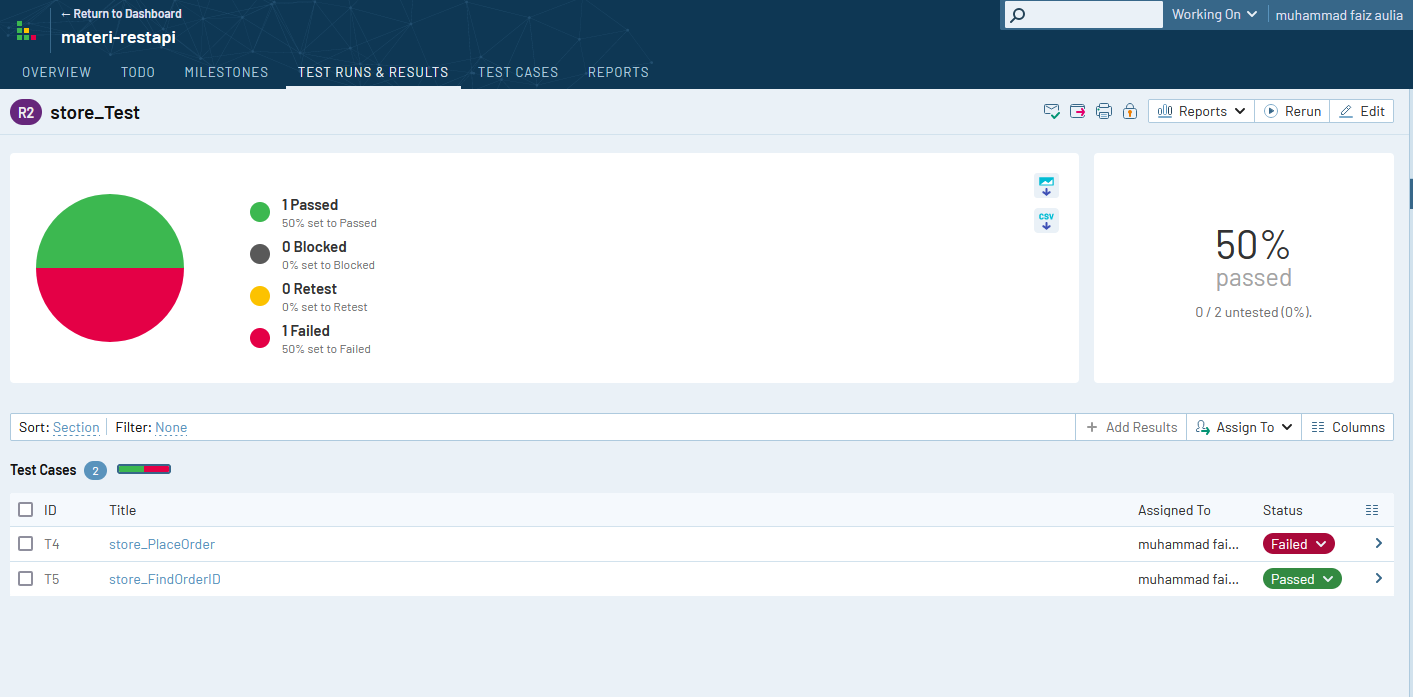 ← Return to Dashboard
materi-restapi
Working On
muhammad faiz aulia
OVERVIEW TODO MILESTONES TEST RUNS & RESULTS TEST CASES REPORTS
R2 store_Test
Reports Rerun Edit
1 Passed
50% set to Passed
0 Blocked
0% set to Blocked
0 Retest
0% set to Retest
1 Failed
50% set to Failed
CSV
50%
passed
0 / 2 untested (0%).
Sort: Section Filter: None
+ Add Results Assign To Columns
Test Cases 2
ID Title Assigned To Status
T4 store_PlaceOrder muhammad fai... Failed
T5 store_FindOrderID muhammad fai... Passed